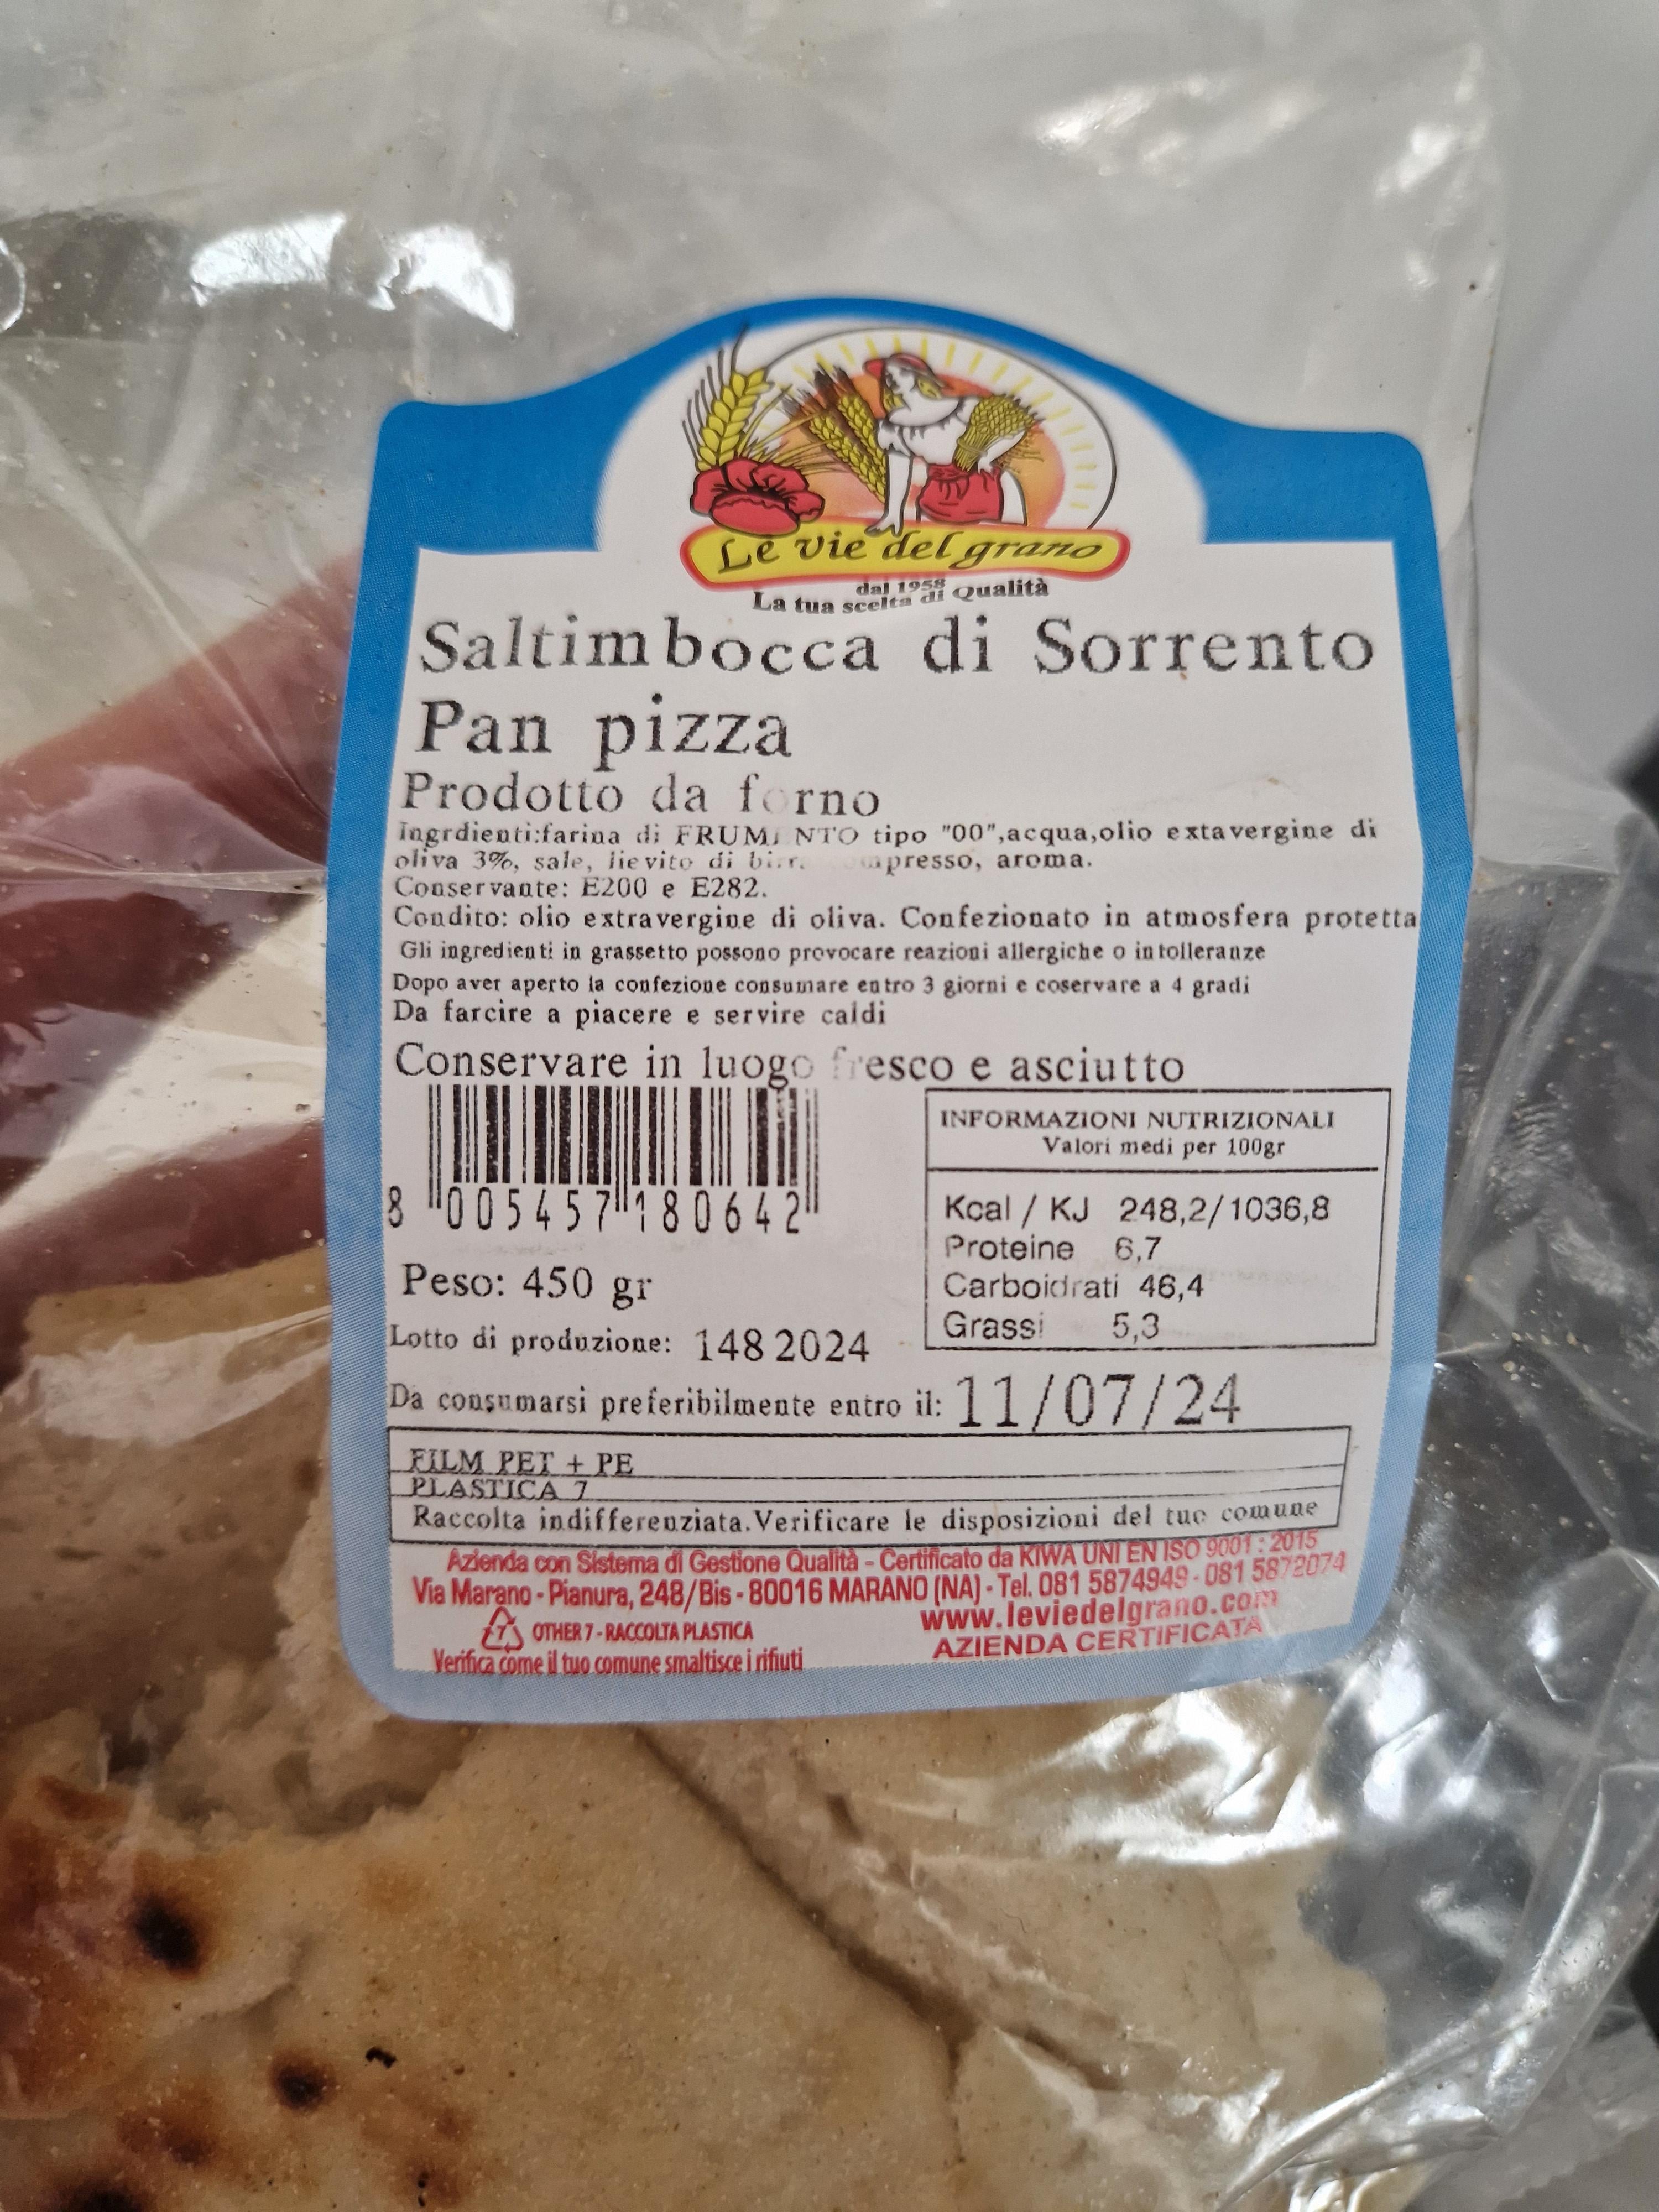 Le vie del grano
dal 1958
La tua scelta di Qualità
Saltimbocca di Sorrento
Pan pizza
Prodotto da forno
Ingrdienti:farina di FRUMENTO tipo "00",acqua,olio extavergine di
oliva 3%, sale, lievito di presso, aroma.
Conservante: E200 e E282.
Condito: olio extravergine di oliva. Confezionato in atmosfera protetta
Gli ingredienti in grassetto possono provocare reazioni allergiche o intolleranze
Dopo aver aperto la confezione consumare entro 3 giorni e coservare a 4 gradi
Da farcire a piacere e servire caldi
Conservare in luogo fresco e asciutto
8 005457 180642
INFORMAZIONI NUTRIZIONALI
Valori medi per 100gr
Kcal / KJ 248,2/1036,8
Proteine 6,7
Carboidrati 46,4
Grassi 5,3
Peso: 450 gr
Lotto di produzione: 148 2024
Da consumarsi preferibilmente entro il: 11/07/24
FILM PET + PE
PLASTICA 7
Raccolta indifferenziata.Verificare le disposizioni del tuo comune
Azienda con Sistema di Gestione Qualità - Certificato da KIWA UNI EN ISO 9001 : 2015
Via Marano - Pianura, 248/Bis - 80016 MARANO (NA) - Tel. 081 5874949 - 081 5872074
www.leviedelgrano.com
AZIENDA CERTIFICATA
7 OTHER 7 - RACCOLTA PLASTICA
Verifica come il tuo comune smaltisce i rifiuti